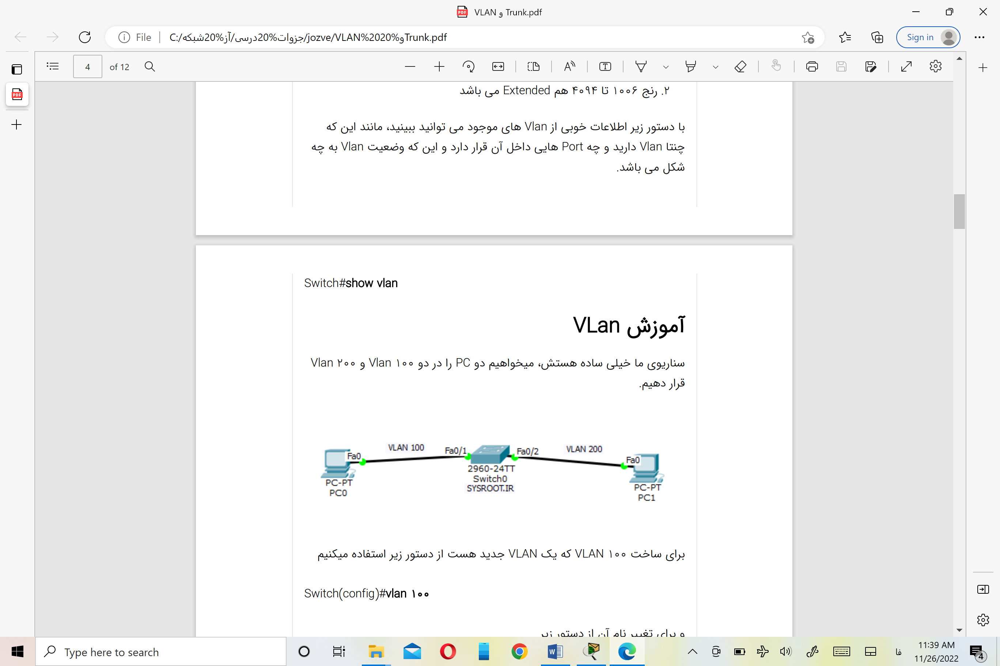 VLAN و Trunk.pdf
File
C:/جزوات%20درسی/آز%20شبکه/jozve/VLAN%20و%20Trunk.pdf
Sign in
4 of 12
۲. رنج ۱۰۰۶ تا ۴۰۹۴ هم Extended می باشد
با دستور زیر اطلاعات خوبی از Vlan های موجود می توانید ببینید، مانند این که
چنتا Vlan دارید و چه Port هایی داخل آن قرار دارد و این که وضعیت Vlan به چه
شکل می باشد.
Switch#show vlan
آموزش VLan
سناریوی ما خیلی ساده هستش، میخواهیم دو PC را در دو Vlan ۱۰۰ و Vlan ۲۰۰
قرار دهیم.
VLAN 100
VLAN 200
Fa0
Fa0/1
Fa0/2
Fa0
PC-PT
PC0
2960-24TT
Switch0
SYSROOT.IR
PC-PT
PC1
برای ساخت VLAN ۱۰۰ که یک VLAN جدید هست از دستور زیر استفاده میکنیم
Switch(config)#vlan ۱۰۰
و برای تغییر نام آن از دستور زیر
Type here to search
فا
11:39 AM
11/26/2022
4